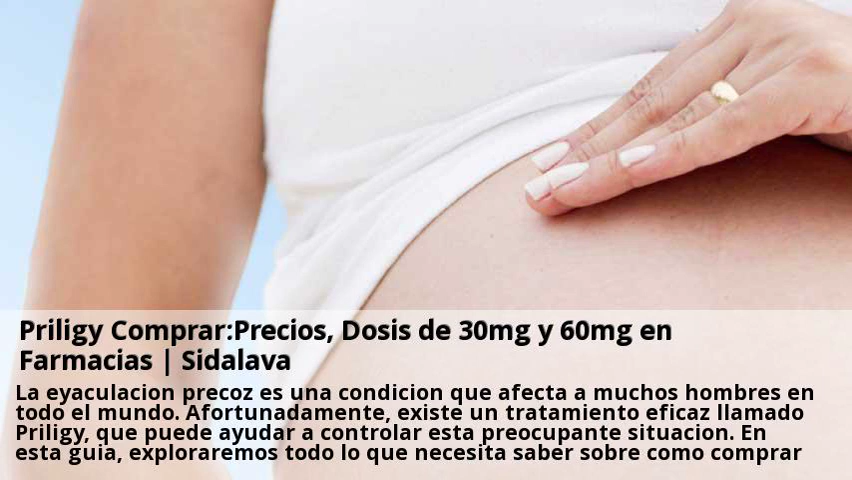 Priligy Comprar:Precios, Dosis de 30mg y 60mg en
Farmacias | Sidalava
La eyaculacion precoz es una condicion que afecta a muchos hombres en
todo el mundo. Afortunadamente, existe un tratamiento eficaz llamado
Priligy, que puede ayudar a controlar esta preocupante situacion. En
esta guia, exploraremos todo lo que necesita saber sobre como comprar